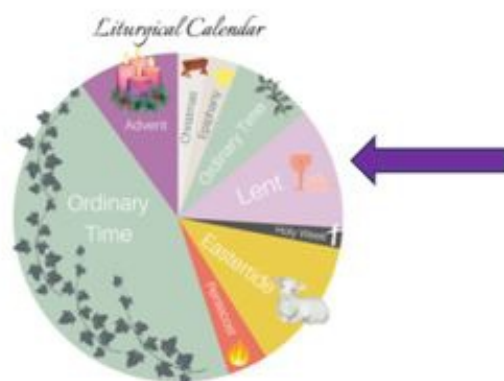 Liturgical Calendar
Advent
Christmas
Epiphany
Ordinary Time
Lent
Holy Week
Eastertide
Pentecost
Ordinary
Time